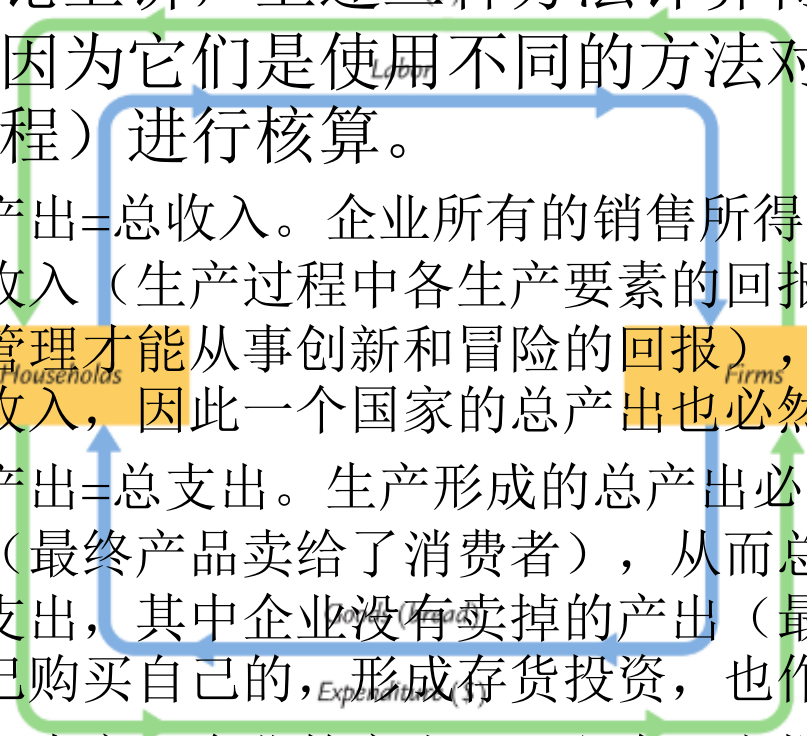 Labor
因为它们是使用不同的方法对
程）进行核算。
产出=总收入。企业所有的销售所得
收入（生产过程中各生产要素的回报
管理才能从事创新和冒险的回报），
Households
Firms
收入，因此一个国家的总产出也必然
产出=总支出。生产形成的总产出必
（最终产品卖给了消费者），从而总
支出，其中企业没有卖掉的产出（最
Goods (bread)
己购买自己的，形成存货投资，也作
Expenditure ($)